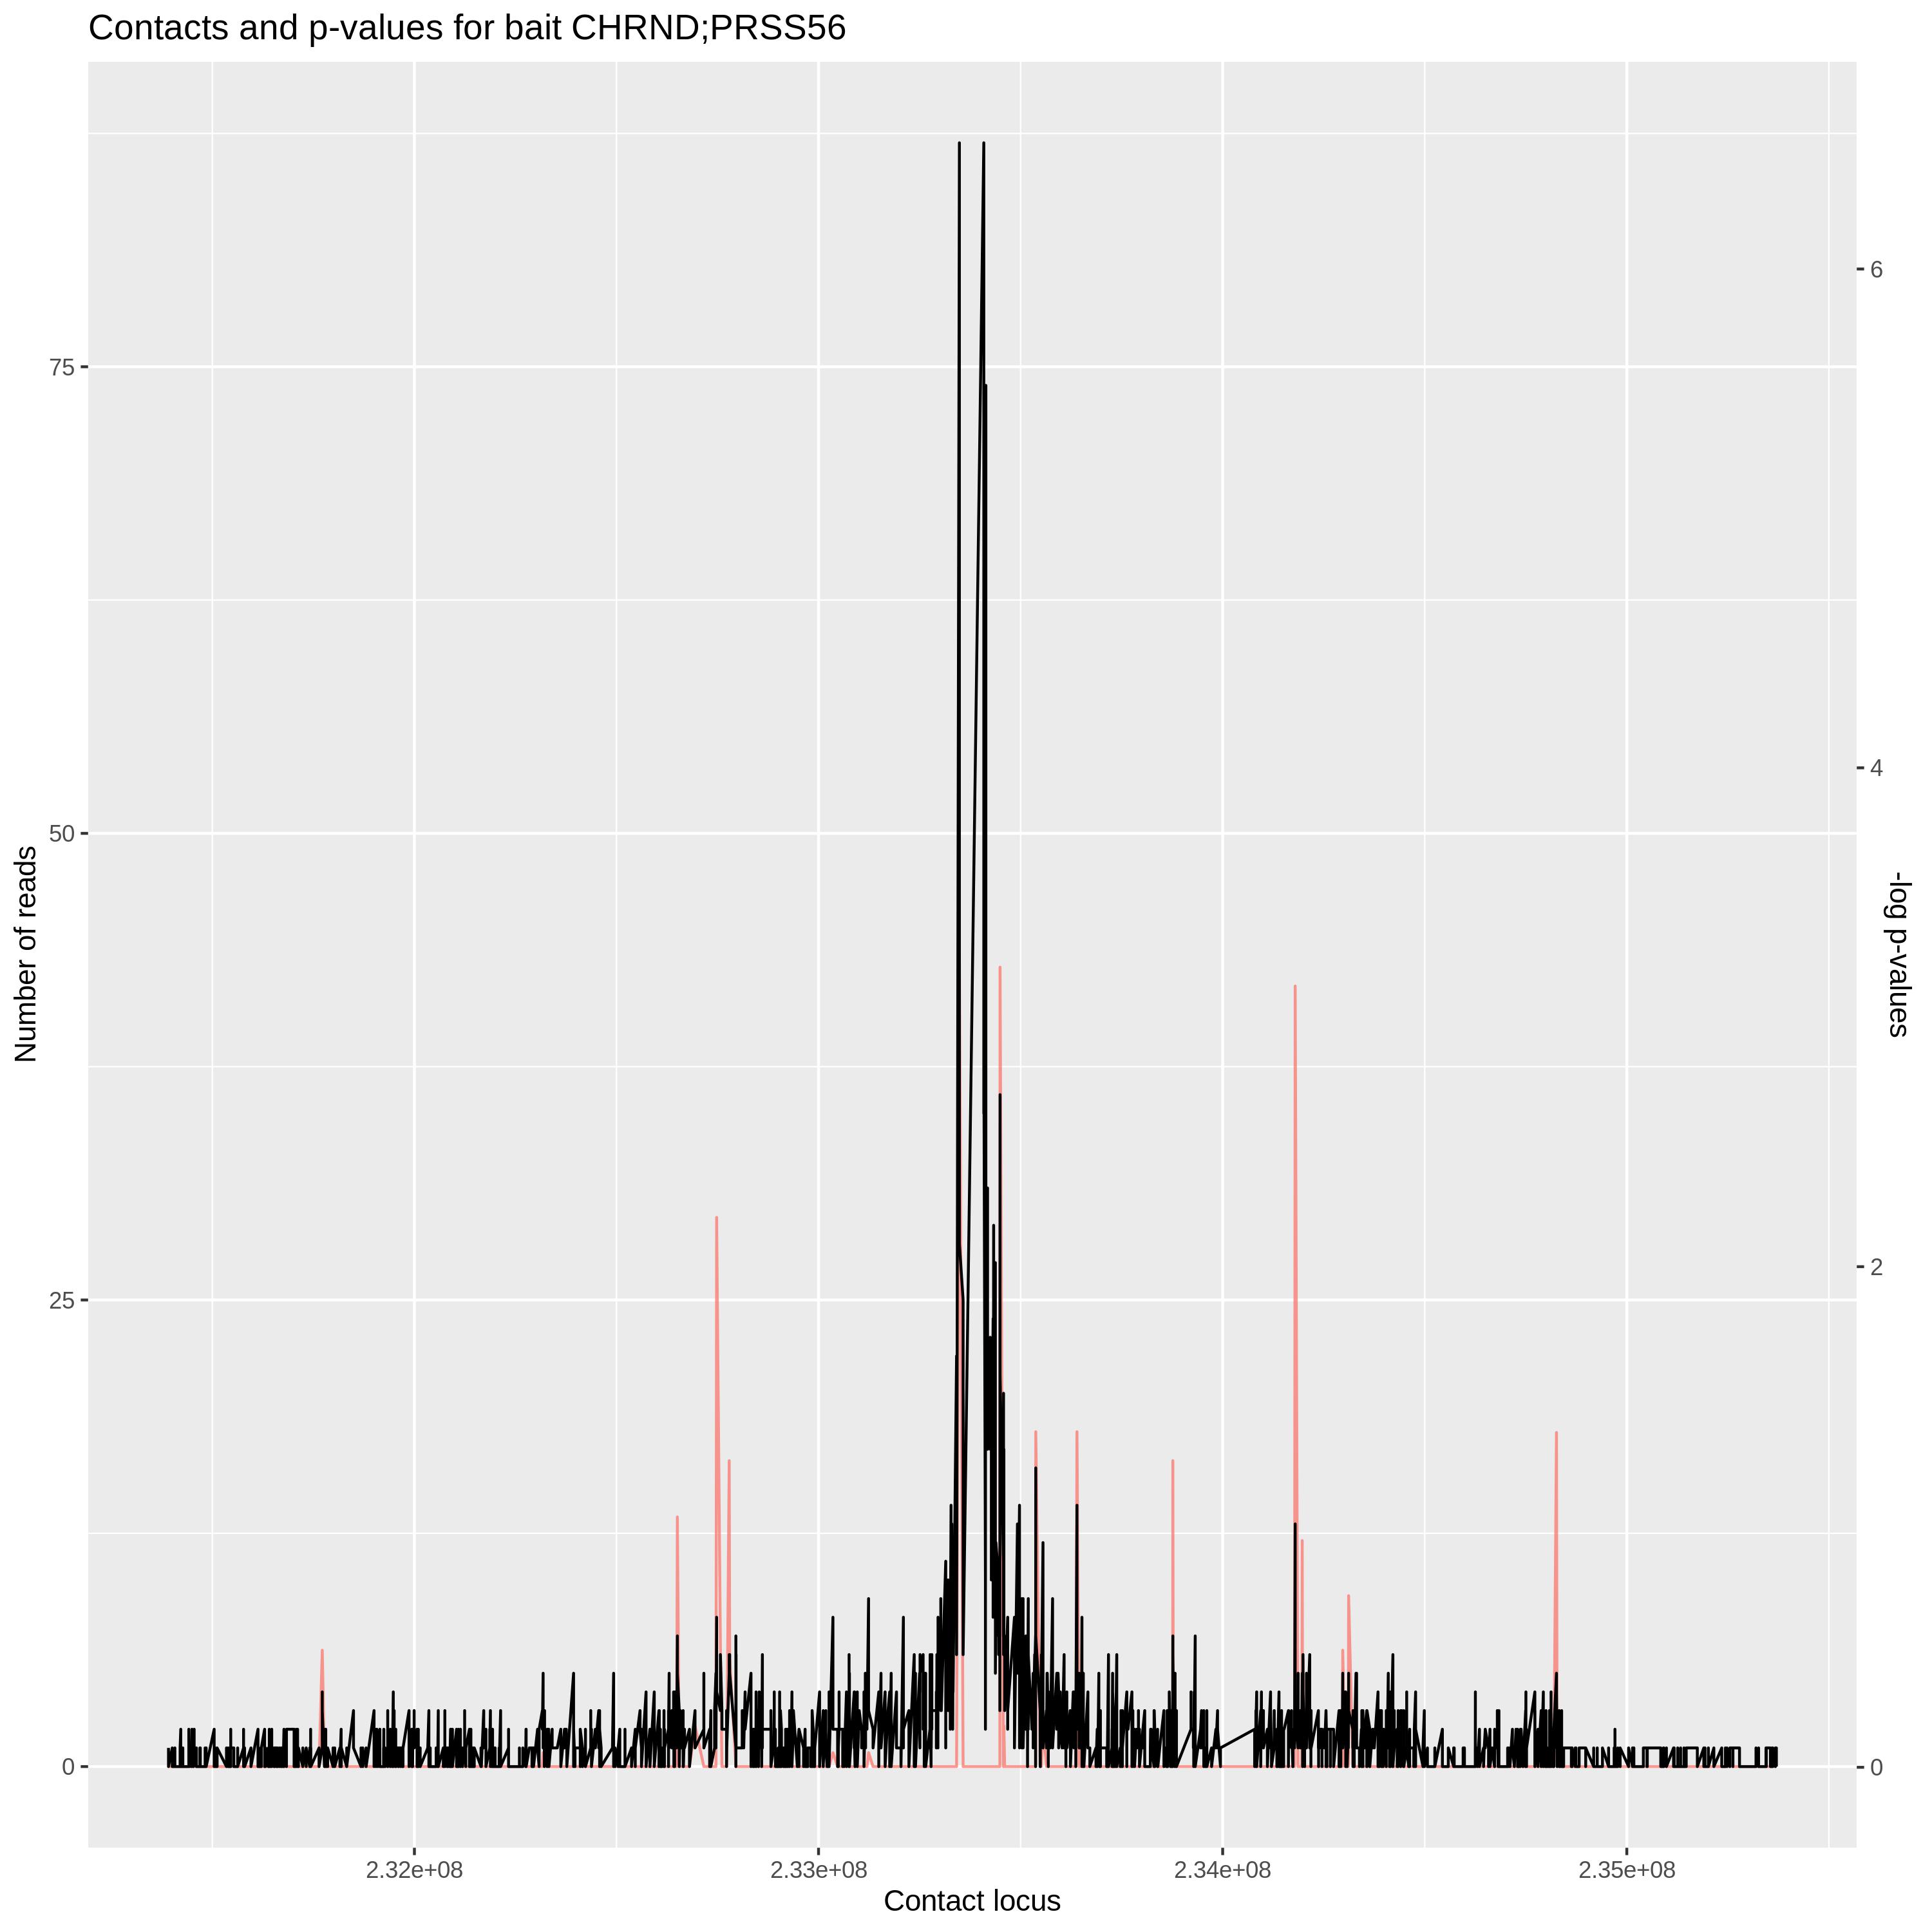 Contacts and p-values for bait CHRND;PRSS56
75
50
25
0
Number of reads
6
4
2
0
-log p-values
2.32e+08
2.33e+08
2.34e+08
2.35e+08
Contact locus